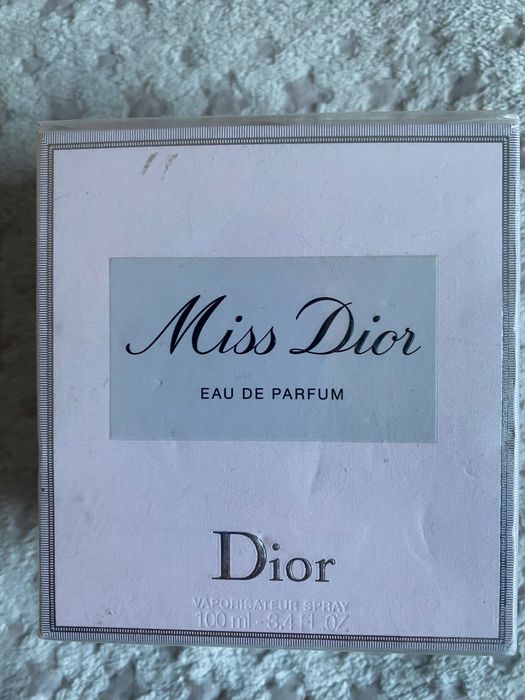 Miss Dior
EAU DE PARFUM
Dior
VAPORISATEUR SPRAY
100 ml - 3.4 FL.OZ